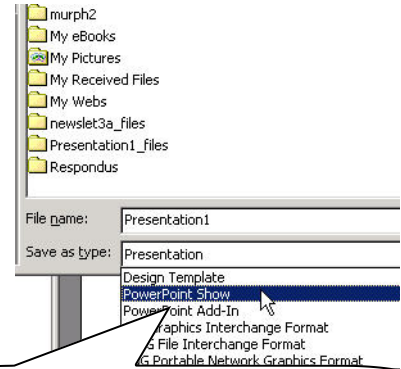 murph2
My eBooks
My Pictures
My Received Files
My Webs
newslet3a_files
Presentation1_files
Respondus
File name: Presentation1
Save as type: Presentation
Design Template
PowerPoint Show
PowerPoint Add-In
Interchange Format
File Interchange Format
Portable Network Graphics Format